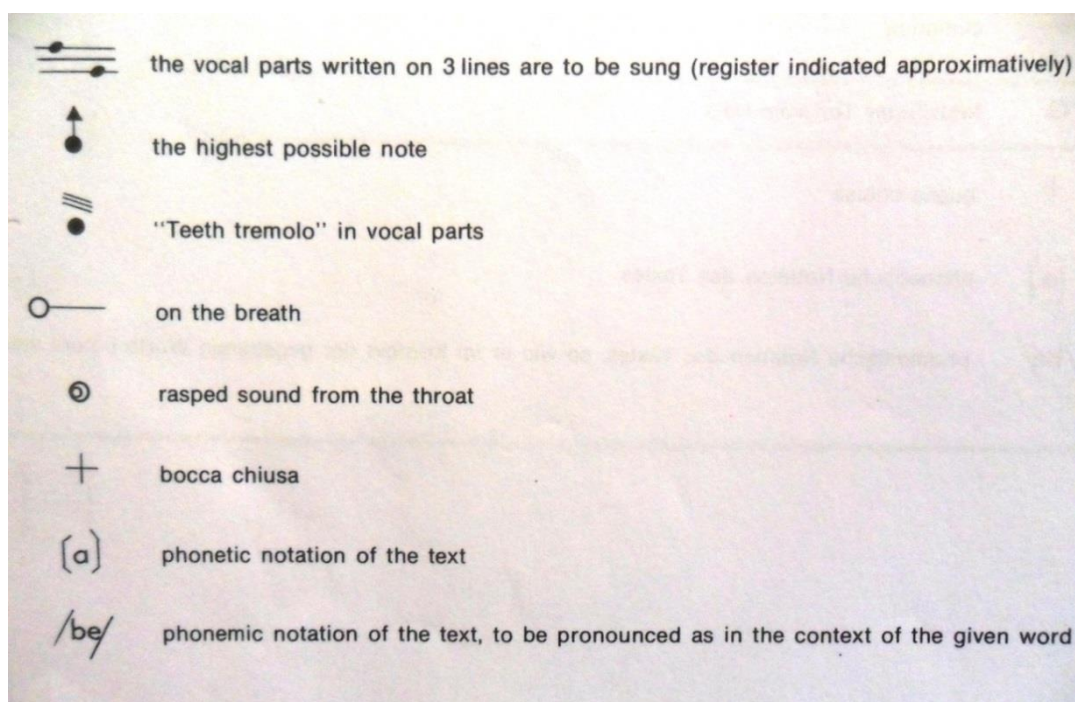 the vocal parts written on 3 lines are to be sung (register indicated approximatively)
the highest possible note
“Teeth tremolo” in vocal parts
on the breath
rasped sound from the throat
+ bocca chiusa
[a] phonetic notation of the text
/be/ phonemic notation of the text, to be pronounced as in the context of the given word